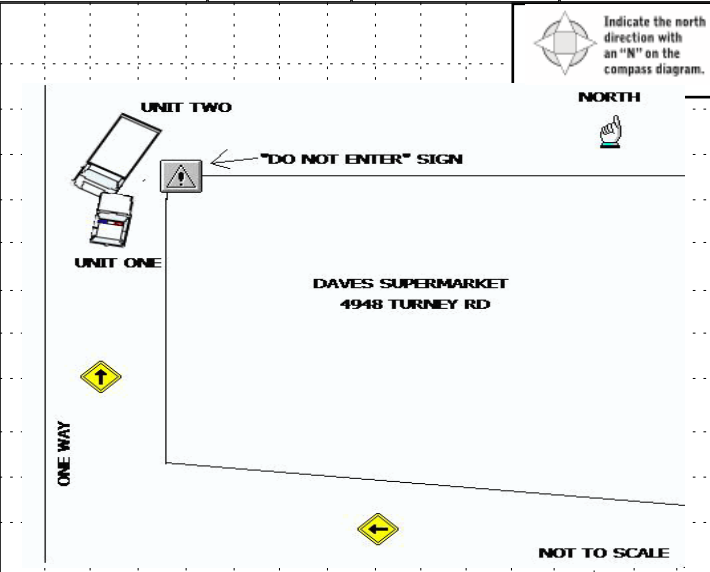 Indicate the north
direction with
an “N” on the
compass diagram.
NORTH
UNIT TWO
"DO NOT ENTER" SIGN
UNIT ONE
DAVES SUPERMARKET
4948 TURNEY RD
ONE WAY
NOT TO SCALE